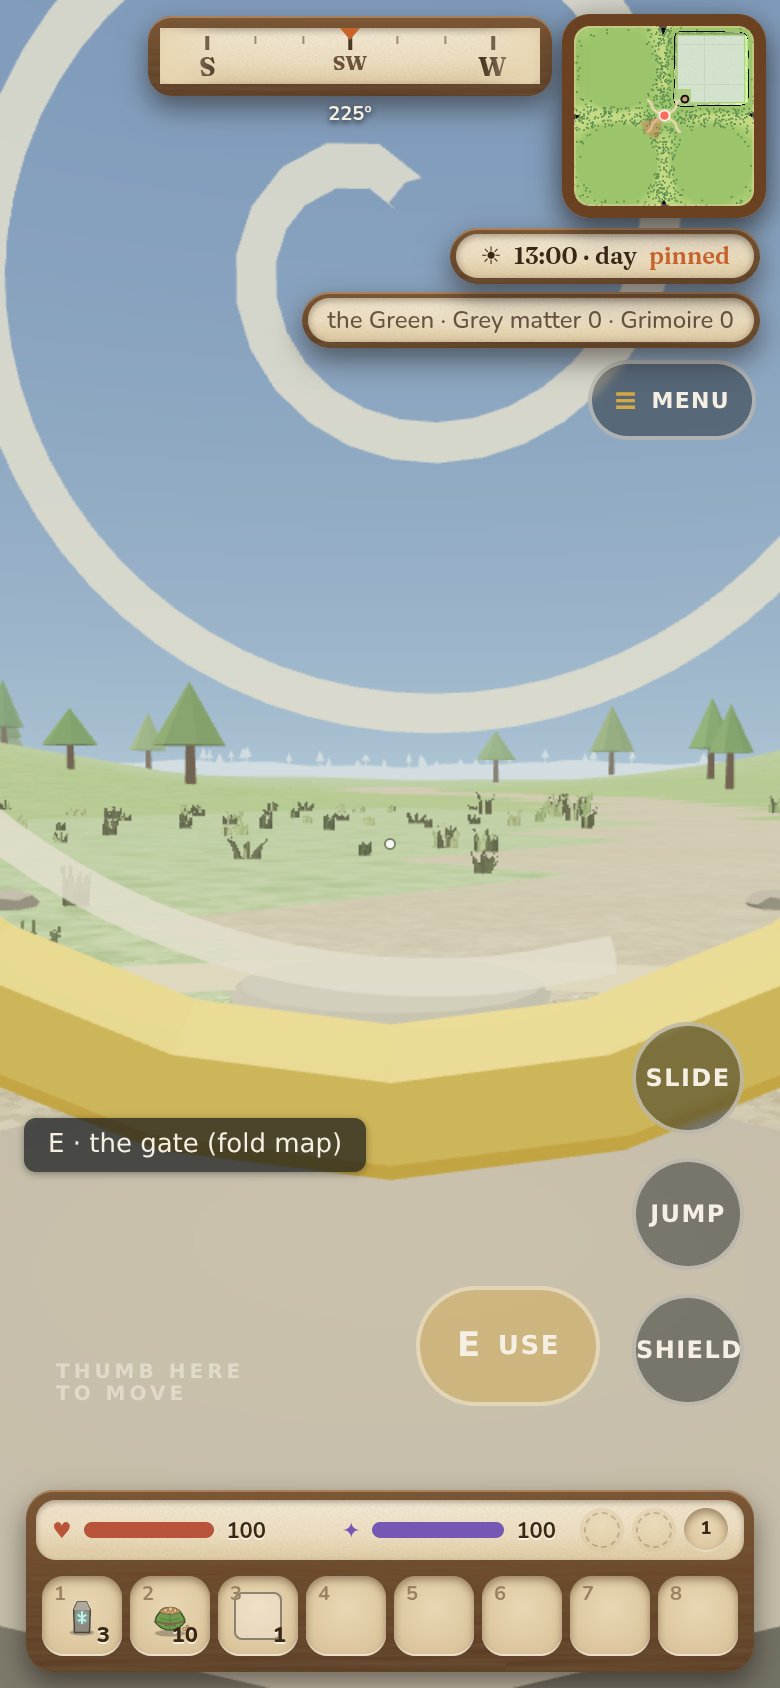 S SW W
225°
13:00 · day pinned
the Green · Grey matter 0 · Grimoire 0
MENU
SLIDE
E · the gate (fold map)
JUMP
E USE
SHIELD
THUMB HERE
TO MOVE
100 100 1
1 2 3 4 5 6 7 8
3 10 1